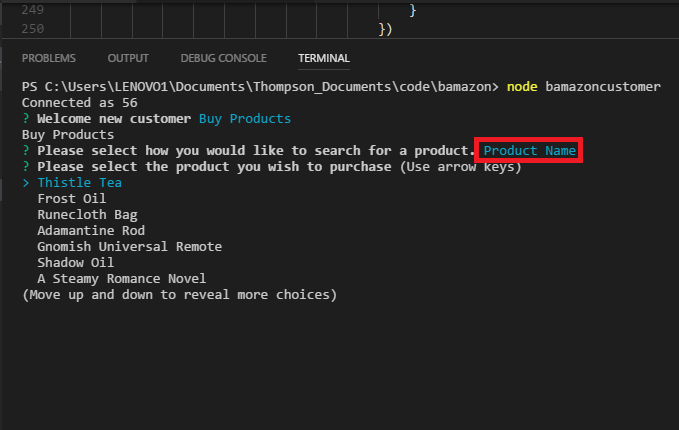 249 }
250 })
PROBLEMS OUTPUT DEBUG CONSOLE TERMINAL
PS C:\Users\LENOVO1\Documents\Thompson_Documents\code\bamazon> node bamazoncustomer
Connected as 56
? Welcome new customer Buy Products
Buy Products
? Please select how you would like to search for a product. Product Name
? Please select the product you wish to purchase (Use arrow keys)
> Thistle Tea
Frost Oil
Runecloth Bag
Adamantine Rod
Gnomish Universal Remote
Shadow Oil
A Steamy Romance Novel
(Move up and down to reveal more choices)